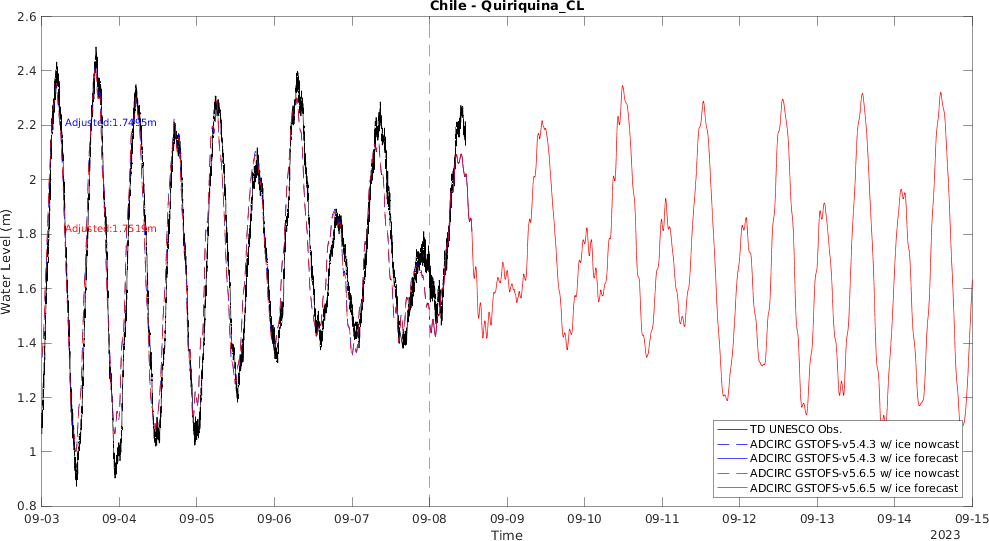 Chile - Quiriquina_CL
2.6
2.4
2.2
2
1.8
1.6
1.4
1.2
1
0.8
Water Level (m)
Adjusted:1.7495m
Adjusted:1.7519m
TD UNESCO Obs.
ADCIRC GSTOFS-v5.4.3 w/ ice nowcast
ADCIRC GSTOFS-v5.4.3 w/ ice forecast
ADCIRC GSTOFS-v5.6.5 w/ ice nowcast
ADCIRC GSTOFS-v5.6.5 w/ ice forecast
09-03 09-04 09-05 09-06 09-07 09-08 09-09 09-10 09-11 09-12 09-13 09-14 09-15
Time
2023